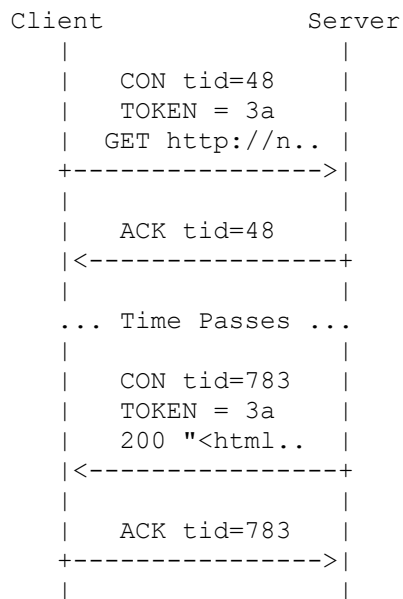 Client Server
CON tid=48
TOKEN = 3a
GET http://n..
ACK tid=48
... Time Passes ...
CON tid=783
TOKEN = 3a
200 "<html..
ACK tid=783